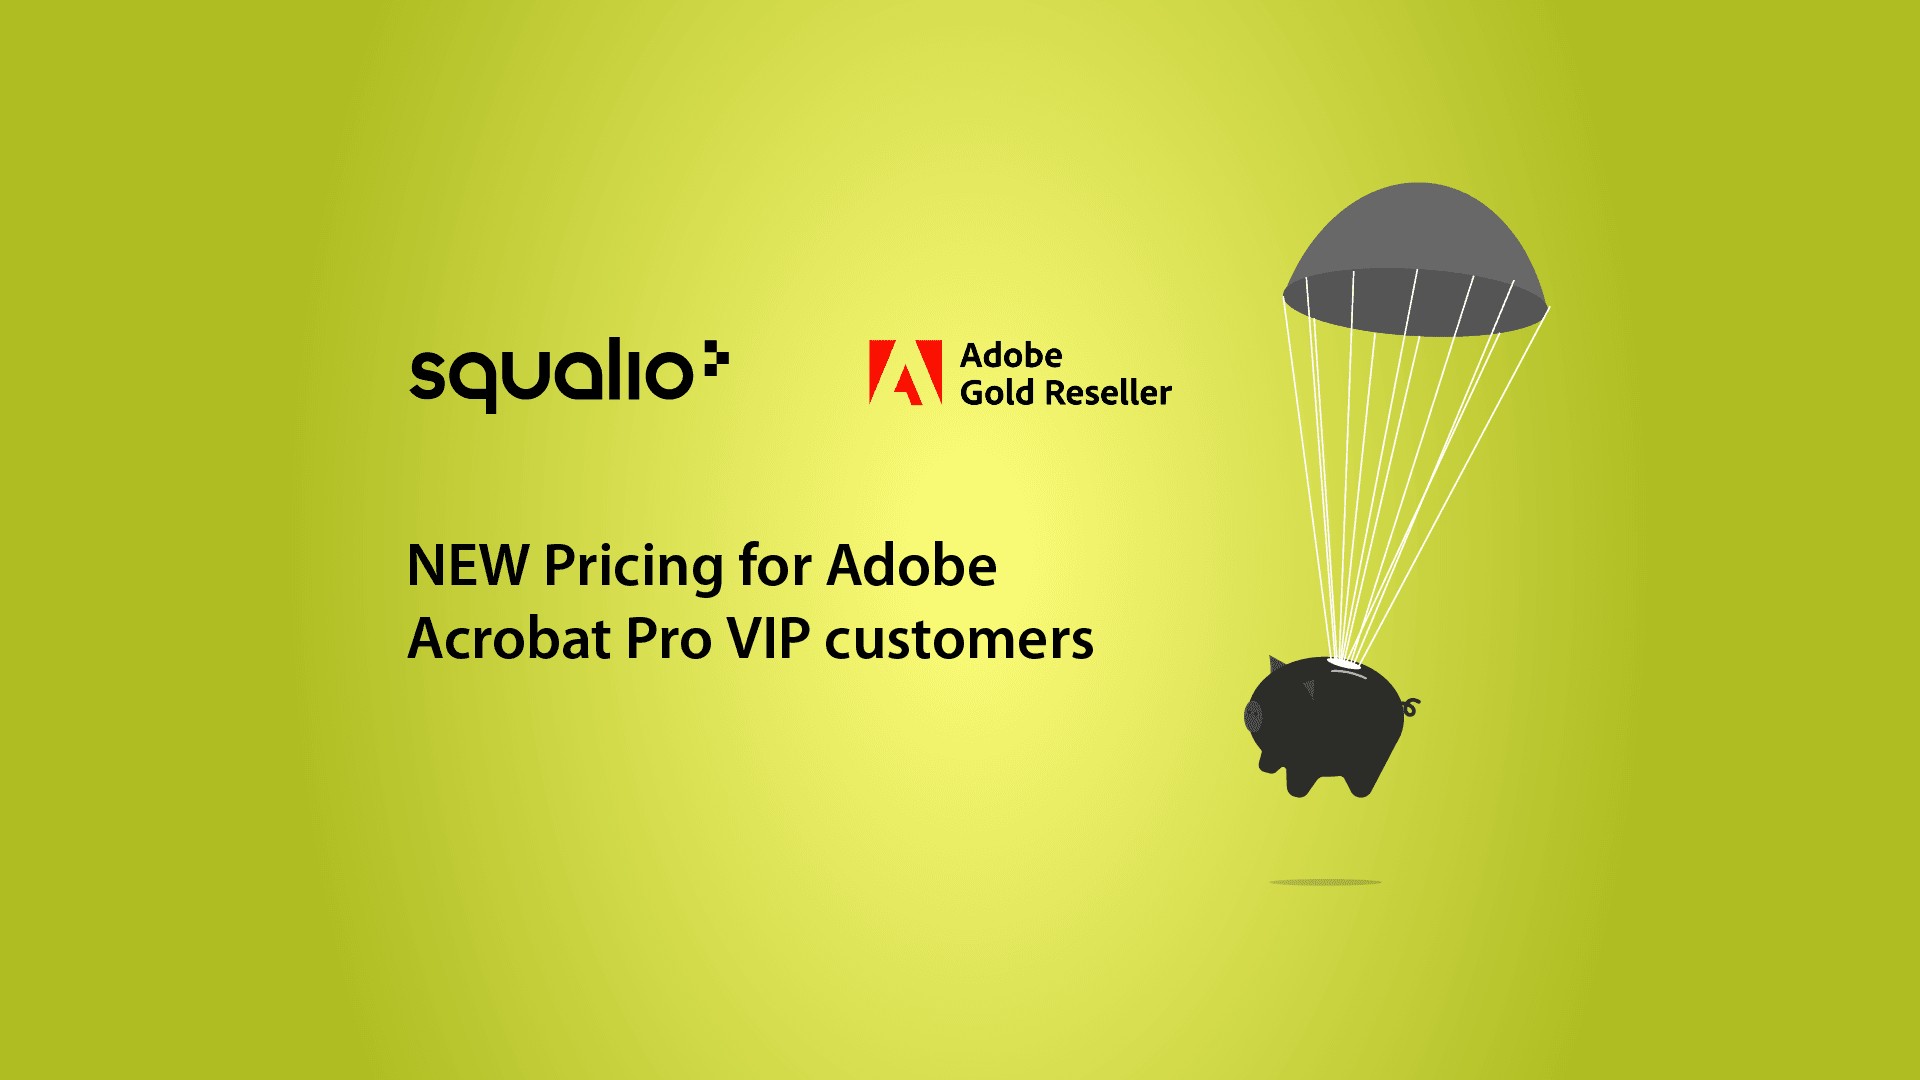 squalio
Adobe
Gold Reseller
NEW Pricing for Adobe
Acrobat Pro VIP customers